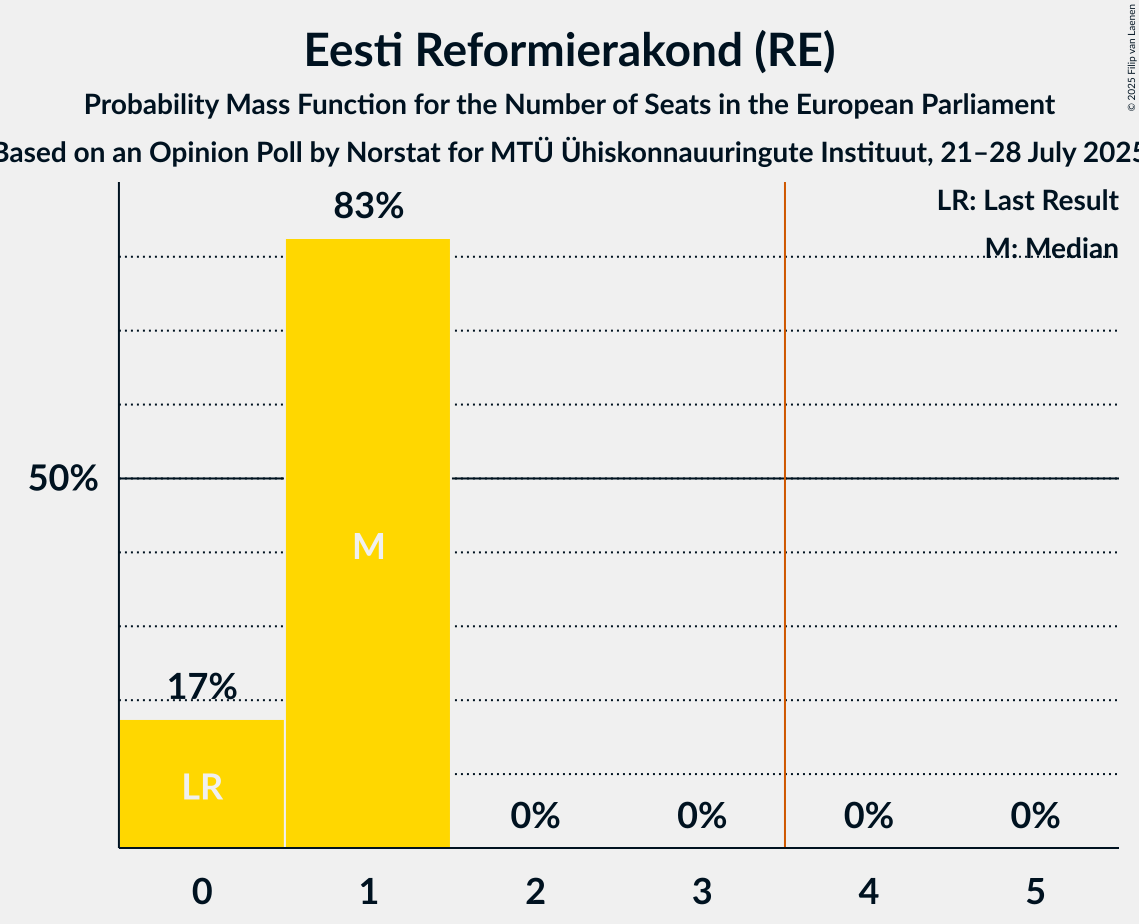 Eesti Reformierakond (RE)
Probability Mass Function for the Number of Seats in the European Parliament
Based on an Opinion Poll by Norstat for MTÜ Ühiskonnauuringute Instituut, 21–28 July 2025
© 2025 Filip van Laenen
LR: Last Result
M: Median
83%
50%
M
17%
LR
0%
0%
0%
0%
0
1
2
3
4
5